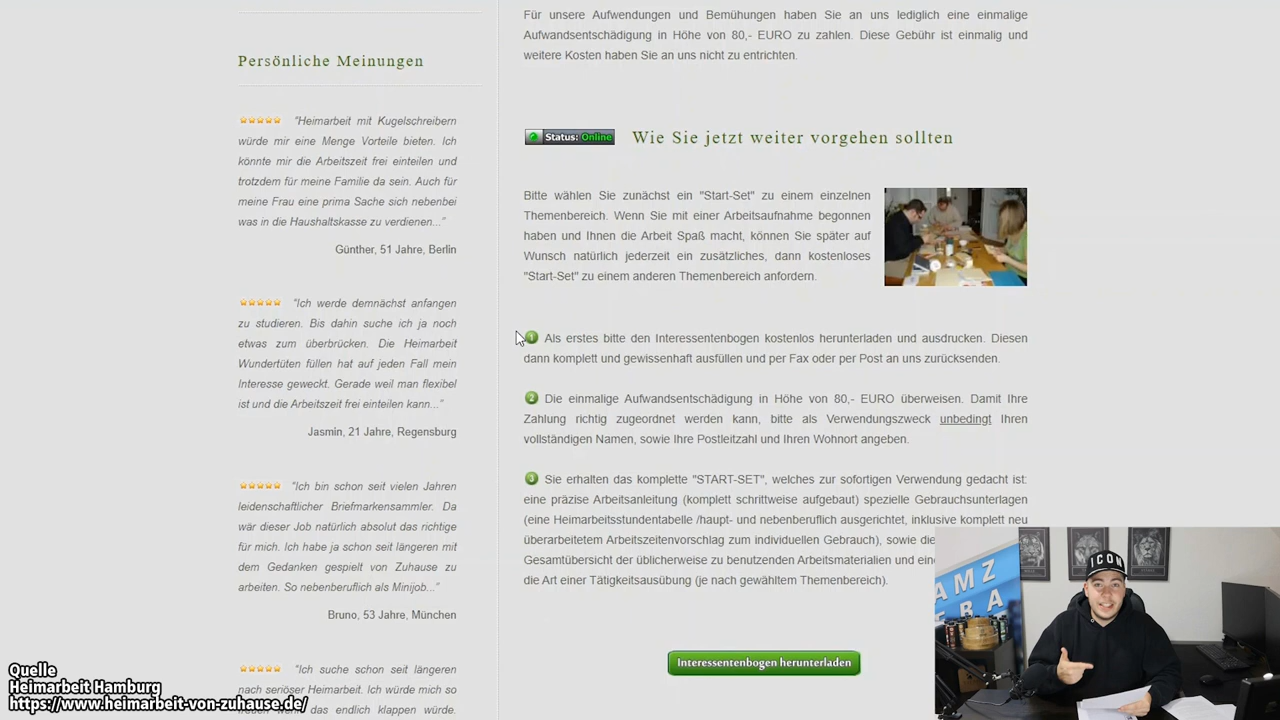 Persönliche Meinungen
"Heimarbeit mit Kugelschreibern
würde mir eine Menge Vorteile bieten. Ich
könnte mir die Arbeitszeit frei einteilen und
trotzdem für meine Familie da sein. Auch für
meine Frau eine prima Sache sich nebenbei
was in die Haushaltskasse zu verdienen..."
Günther, 51 Jahre, Berlin
"Ich werde demnächst anfangen
zu studieren. Bis dahin suche ich ja noch
etwas zum überbrücken. Die Heimarbeit
Wundertüten füllen hat auf jeden Fall mein
Interesse geweckt. Gerade weil man flexibel
ist und die Arbeitszeit frei einteilen kann..."
Jasmin, 21 Jahre, Regensburg
"Ich bin schon seit vielen Jahren
leidenschaftlicher Briefmarkensammler. Da
wär dieser Job natürlich absolut das richtige
für mich. Ich habe ja schon seit längeren mit
dem Gedanken gespielt von Zuhause zu
arbeiten. So nebenberuflich als Minijob..."
Bruno, 53 Jahre, München
"Ich suche schon seit längeren
nach seriöser Heimarbeit. Ich würde mich so
das endlich klappen würde.
Für unsere Aufwendungen und Bemühungen haben Sie an uns lediglich eine einmalige
Aufwandsentschädigung in Höhe von 80,- EURO zu zahlen. Diese Gebühr ist einmalig und
weitere Kosten haben Sie an uns nicht zu entrichten.
Status: Online
Wie Sie jetzt weiter vorgehen sollten
Bitte wählen Sie zunächst ein "Start-Set" zu einem einzelnen
Themenbereich. Wenn Sie mit einer Arbeitsaufnahme begonnen
haben und Ihnen die Arbeit Spaß macht, können Sie später auf
Wunsch natürlich jederzeit ein zusätzliches, dann kostenloses
"Start-Set" zu einem anderen Themenbereich anfordern.
1 Als erstes bitte den Interessentenbogen kostenlos herunterladen und ausdrucken. Diesen
dann komplett und gewissenhaft ausfüllen und per Fax oder per Post an uns zurücksenden.
2 Die einmalige Aufwandsentschädigung in Höhe von 80,- EURO überweisen. Damit Ihre
Zahlung richtig zugeordnet werden kann, bitte als Verwendungszweck unbedingt Ihren
vollständigen Namen, sowie Ihre Postleitzahl und Ihren Wohnort angeben.
3 Sie erhalten das komplette "START-SET", welches zur sofortigen Verwendung gedacht ist:
eine präzise Arbeitsanleitung (komplett schrittweise aufgebaut) spezielle Gebrauchsunterlagen
(eine Heimarbeitsstundentabelle /haupt- und nebenberuflich ausgerichtet, inklusive komplett neu
überarbeitetem Arbeitszeitenvorschlag zum individuellen Gebrauch), sowie die
Gesamtübersicht der üblicherweise zu benutzenden Arbeitsmaterialien und
die Art einer Tätigkeitsausübung (je nach gewähltem Themenbereich).
Interessentenbogen herunterladen
AMZ
ICON
Quelle
Heimarbeit Hamburg
https://www.heimarbeit-von-zuhause.de/